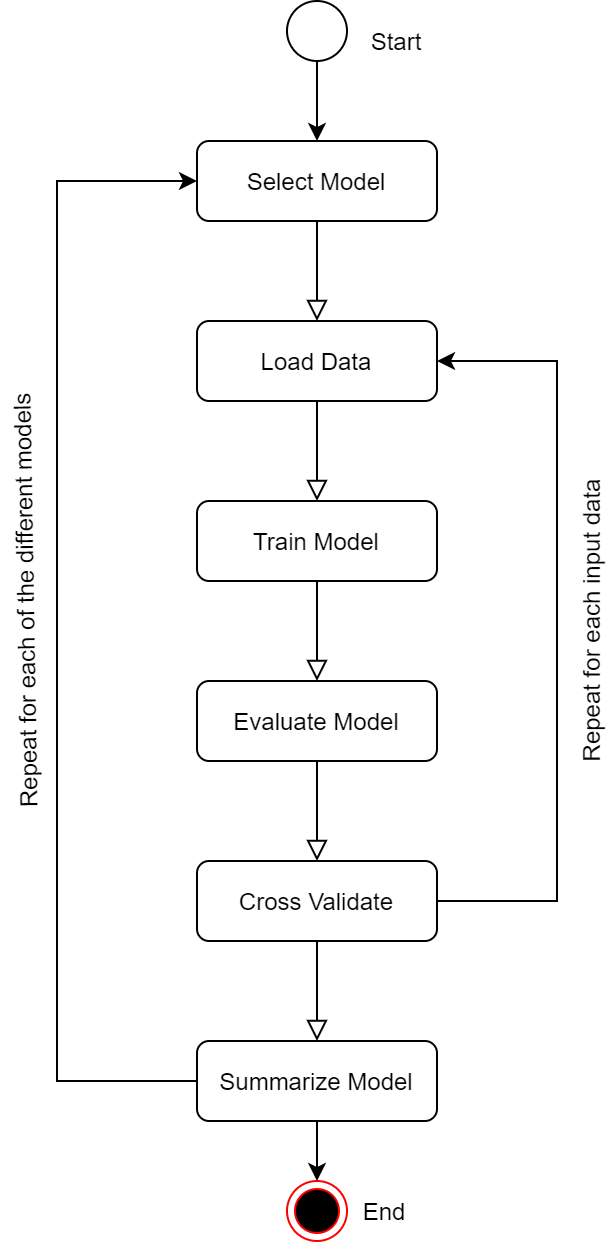 Start
Select Model
Load Data
Train Model
Evaluate Model
Cross Validate
Summarize Model
End
Repeat for each of the different models
Repeat for each input data